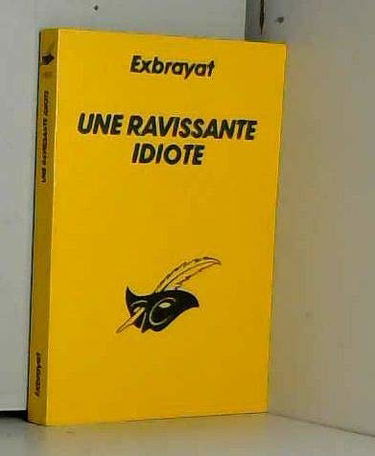 Exbrayat
UNE RAVISSANTE
IDIOTE
UNE RAVISSANTE IDIOTE
Exbrayat